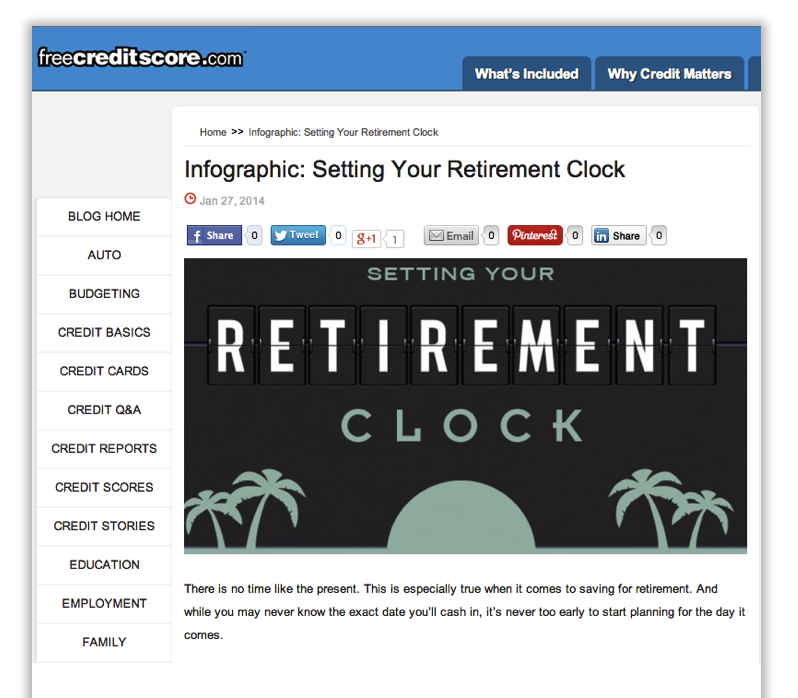 freecreditscore.com™
What's Included
Why Credit Matters
Home >> Infographic: Setting Your Retirement Clock
Infographic: Setting Your Retirement Clock
Jan 27, 2014
f Share 0 Tweet 0 g+1 1 Email 0 Pinterest 0 in Share 0
BLOG HOME
AUTO
BUDGETING
CREDIT BASICS
CREDIT CARDS
CREDIT Q&A
CREDIT REPORTS
CREDIT SCORES
CREDIT STORIES
EDUCATION
EMPLOYMENT
FAMILY
SETTING YOUR
RETIREMENT
CLOCK
There is no time like the present. This is especially true when it comes to saving for retirement. And
while you may never know the exact date you'll cash in, it's never too early to start planning for the day it
comes.